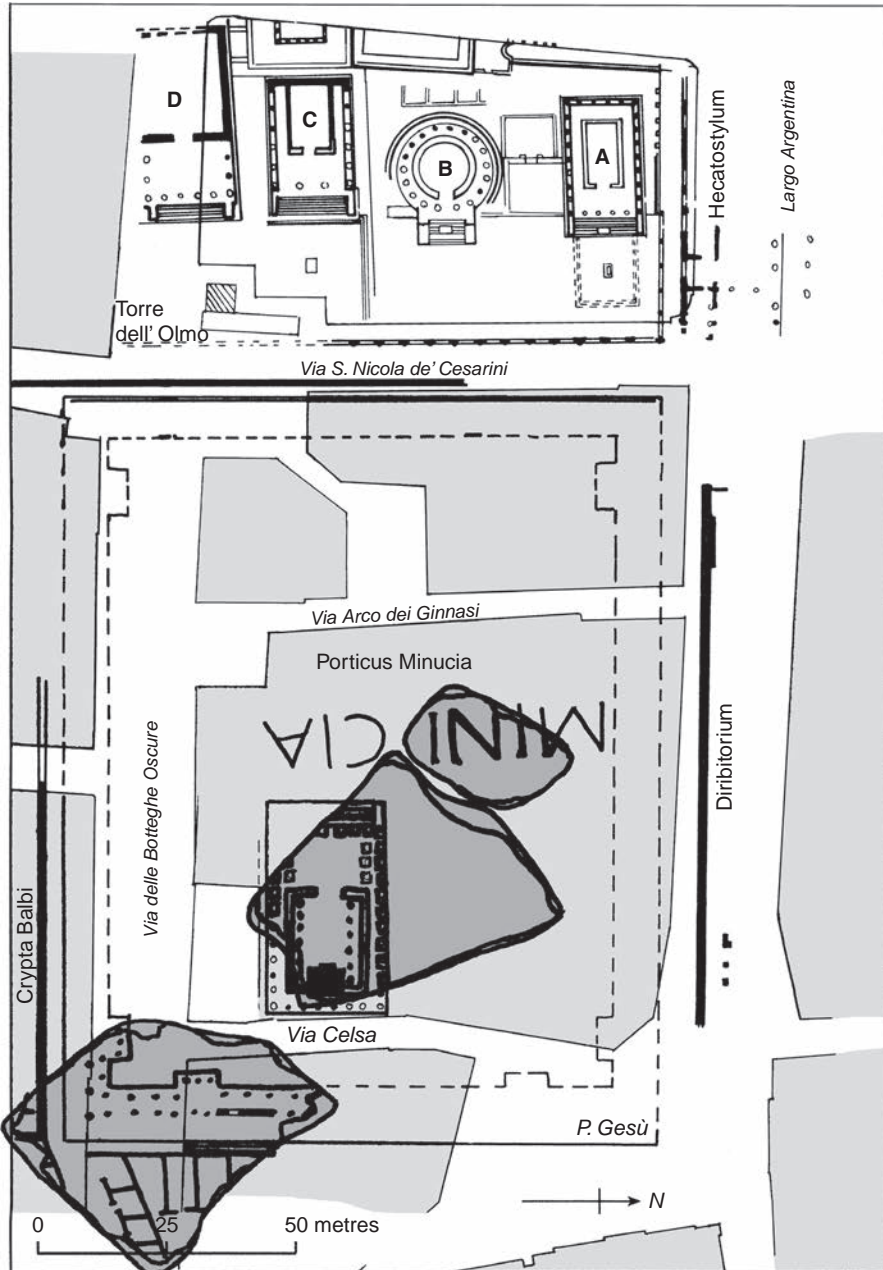 D
C
B
A
Hecatostylum
Largo Argentina
Torre
dell' Olmo
Via S. Nicola de' Cesarini
Via Arco dei Ginnasi
Porticus Minucia
MINI CIA
Via delle Botteghe Oscure
Diribitorium
Crypta Balbi
Via Celsa
P. Gesù
N
0 25 50 metres